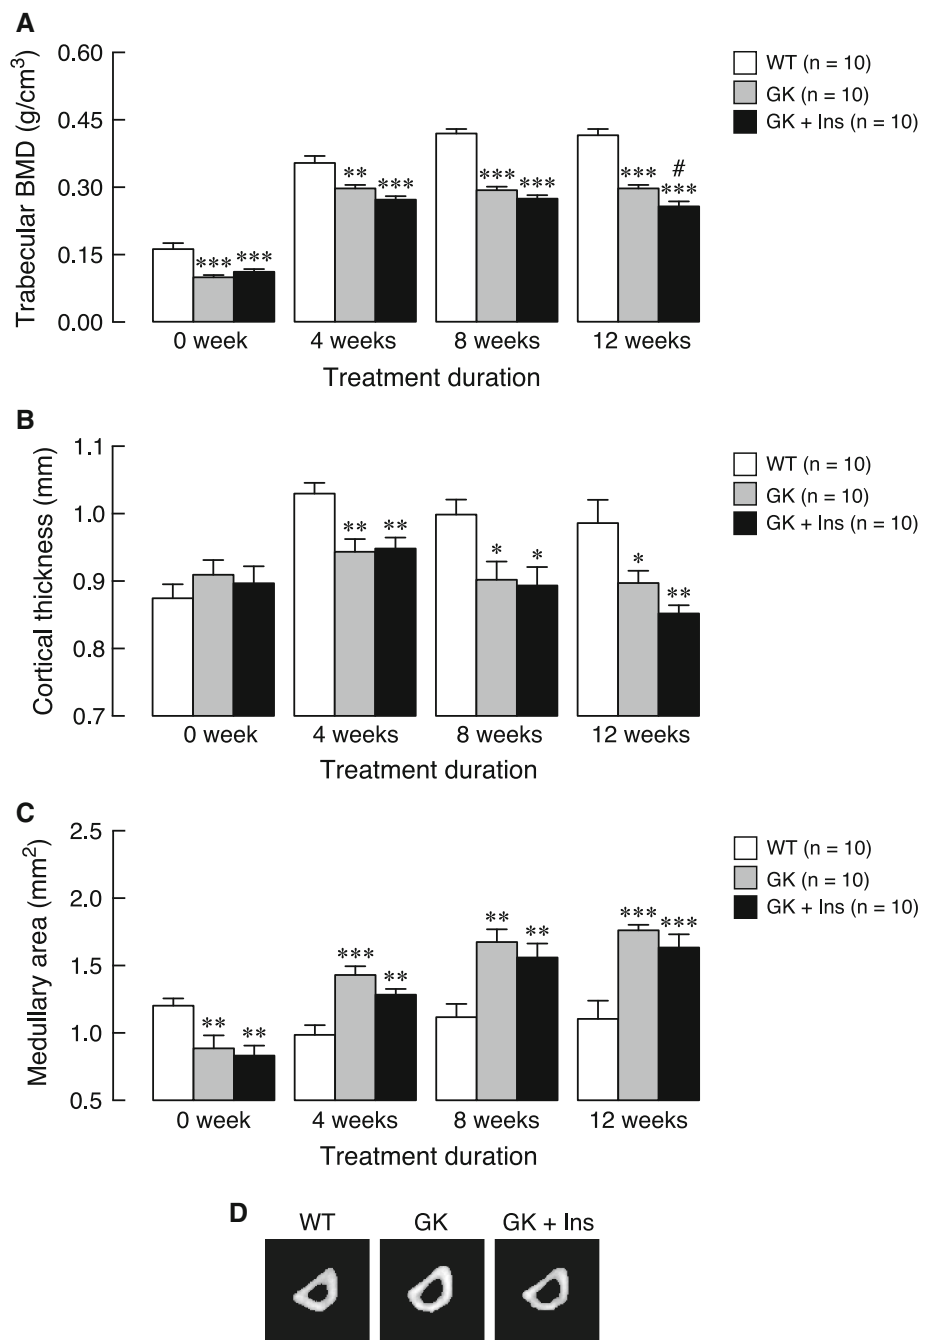 A
Trabecular BMD (g/cm³)
0.60
0.45
0.30
0.15
0.00
WT (n = 10)
GK (n = 10)
GK + Ins (n = 10)
*** ***
** ***
*** ***
*** #
***
0 week 4 weeks 8 weeks 12 weeks
Treatment duration
B
Cortical thickness (mm)
1.1
1.0
0.9
0.8
0.7
WT (n = 10)
GK (n = 10)
GK + Ins (n = 10)
** **
* *
* **
0 week 4 weeks 8 weeks 12 weeks
Treatment duration
C
Medullary area (mm²)
2.5
2.0
1.5
1.0
0.5
WT (n = 10)
GK (n = 10)
GK + Ins (n = 10)
** **
*** **
** **
*** ***
0 week 4 weeks 8 weeks 12 weeks
Treatment duration
D
WT GK GK + Ins